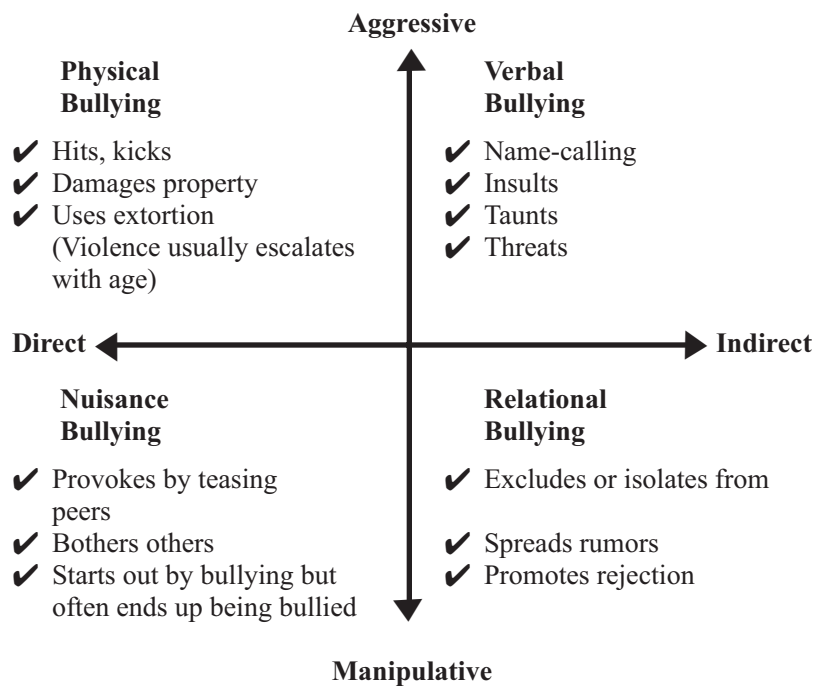 Aggressive
Physical
Bullying
✔ Hits, kicks
✔ Damages property
✔ Uses extortion
(Violence usually escalates
with age)
Verbal
Bullying
✔ Name-calling
✔ Insults
✔ Taunts
✔ Threats
Direct
Indirect
Nuisance
Bullying
✔ Provokes by teasing
peers
✔ Bothers others
✔ Starts out by bullying but
often ends up being bullied
Relational
Bullying
✔ Excludes or isolates from
✔ Spreads rumors
✔ Promotes rejection
Manipulative